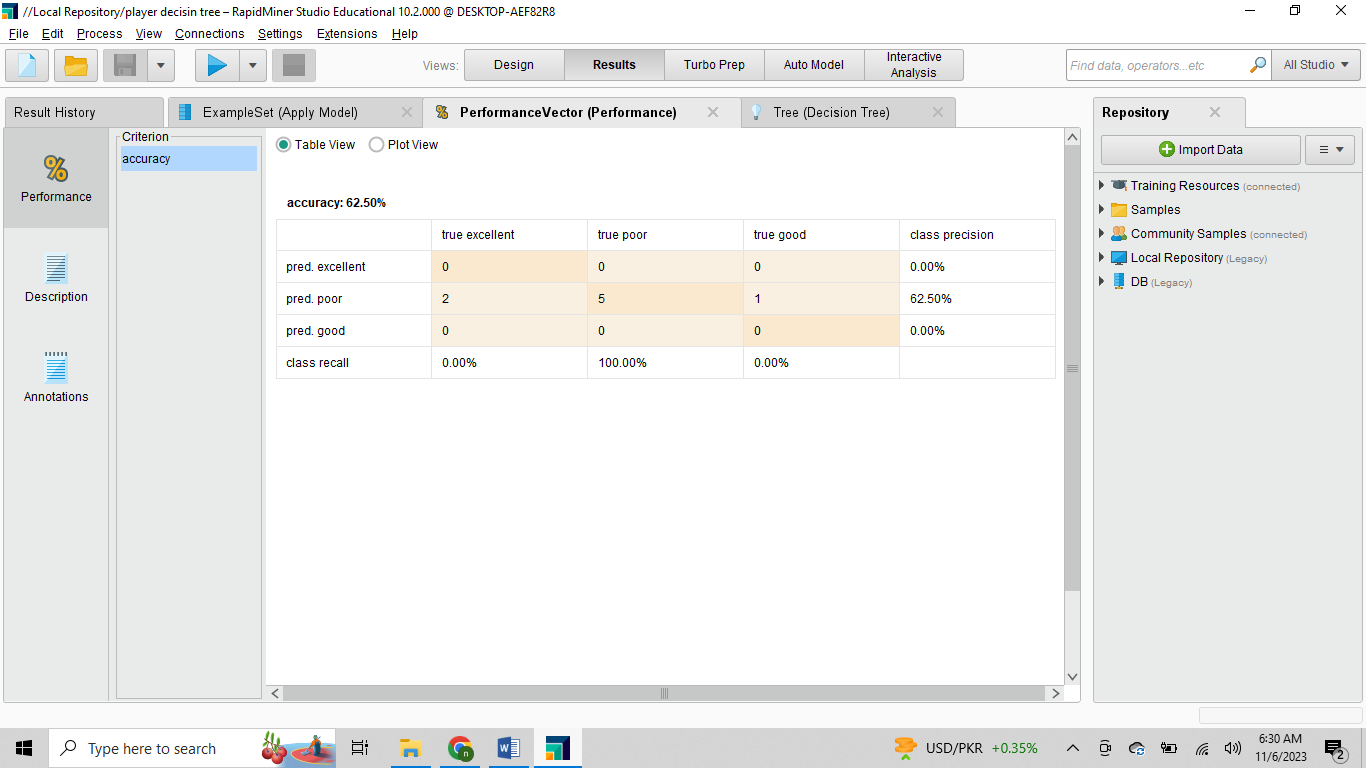 //Local Repository/player decisin tree – RapidMiner Studio Educational 10.2.000 @ DESKTOP-AEF82R8
File Edit Process View Connections Settings Extensions Help
Views: Design Results Turbo Prep Auto Model Interactive Analysis
Find data, operators...etc All Studio
Result History ExampleSet (Apply Model) PerformanceVector (Performance) Tree (Decision Tree) Repository
Criterion
accuracy
Performance
Description
Annotations
Table View Plot View
accuracy: 62.50%
true excellent true poor true good class precision
pred. excellent 0 0 0 0.00%
pred. poor 2 5 1 62.50%
pred. good 0 0 0 0.00%
class recall 0.00% 100.00% 0.00%
Import Data
Training Resources (connected)
Samples
Community Samples (connected)
Local Repository (Legacy)
DB (Legacy)
Type here to search
USD/PKR +0.35%
6:30 AM
11/6/2023
2